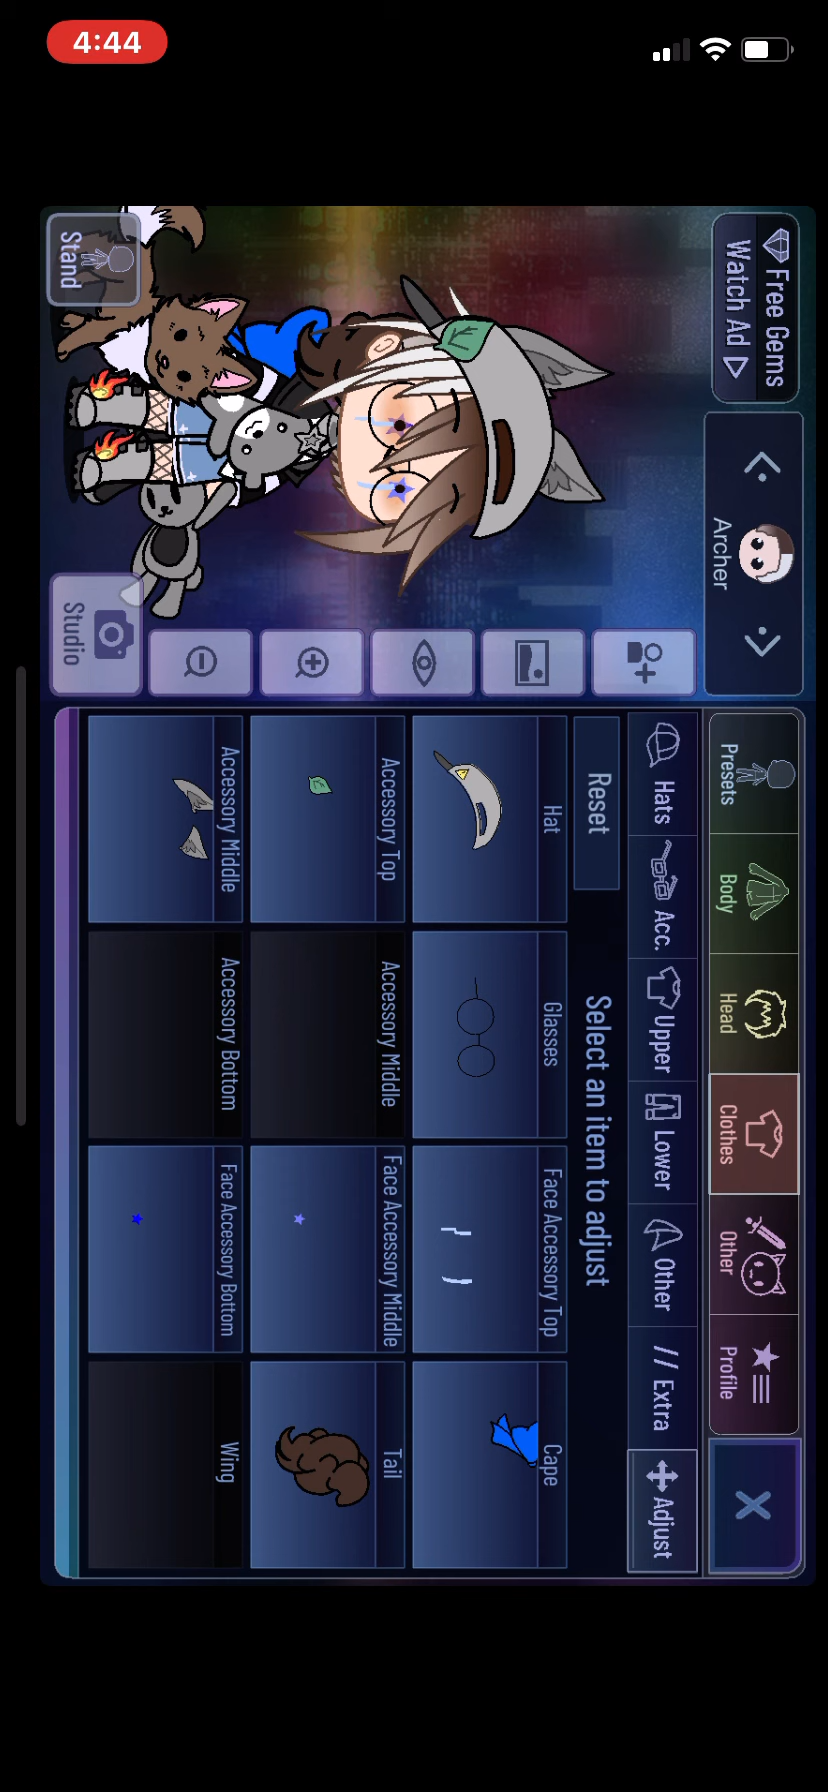 4:44
Free Gems
Watch Ad
Archer
Stand
Studio
Presets
Body
Head
Clothes
Other
Profile
X
Hats
Acc.
Upper
Lower
Other
// Extra
Adjust
Reset
Select an item to adjust
Hat
Glasses
Face Accessory Top
Cape
Accessory Top
Accessory Middle
Face Accessory Middle
Tail
Accessory Middle
Accessory Bottom
Face Accessory Bottom
Wing